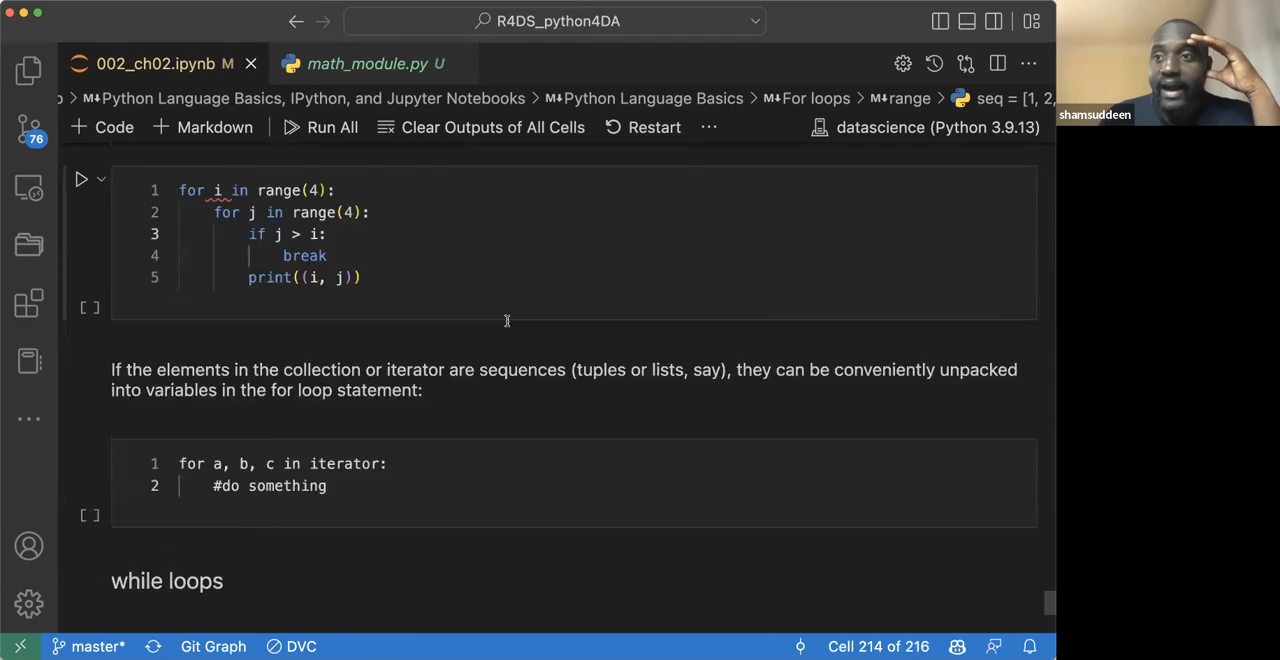 R4DS_python4DA
002_ch02.ipynb M
math_module.py U
Python Language Basics, IPython, and Jupyter Notebooks > M↓Python Language Basics > M↓For loops > M↓range > seq = [1, 2,
+ Code + Markdown Run All Clear Outputs of All Cells Restart ··· datascience (Python 3.9.13)
shamsuddeen
76
1 for i in range(4):
2 for j in range(4):
3 if j > i:
4 break
5 print((i, j))
[ ]
If the elements in the collection or iterator are sequences (tuples or lists, say), they can be conveniently unpacked
into variables in the for loop statement:
1 for a, b, c in iterator:
2 #do something
[ ]
while loops
master* Git Graph DVC Cell 214 of 216